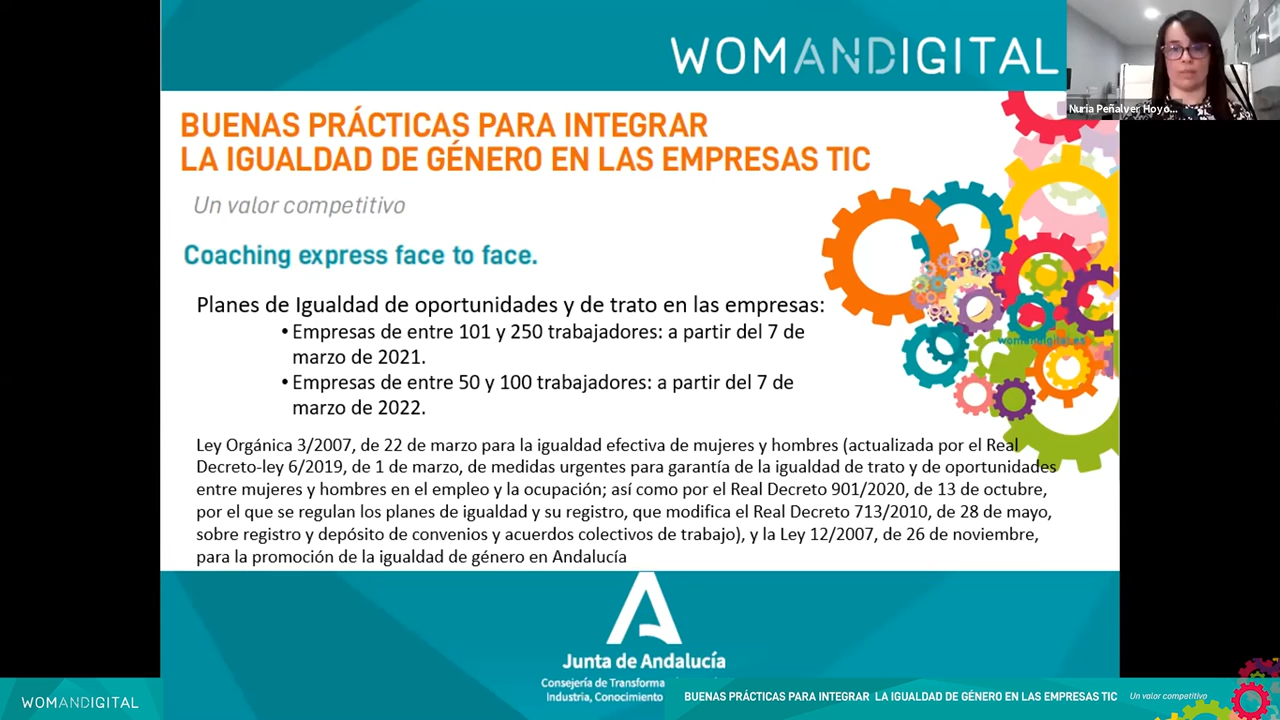 WOMANDIGITAL
Nuria Peñalver Hoyo...
BUENAS PRÁCTICAS PARA INTEGRAR
LA IGUALDAD DE GÉNERO EN LAS EMPRESAS TIC
Un valor competitivo
Coaching express face to face.
Planes de Igualdad de oportunidades y de trato en las empresas:
• Empresas de entre 101 y 250 trabajadores: a partir del 7 de
marzo de 2021.
• Empresas de entre 50 y 100 trabajadores: a partir del 7 de
marzo de 2022.
womandigital.es
Ley Orgánica 3/2007, de 22 de marzo para la igualdad efectiva de mujeres y hombres (actualizada por el Real
Decreto-ley 6/2019, de 1 de marzo, de medidas urgentes para garantía de la igualdad de trato y de oportunidades
entre mujeres y hombres en el empleo y la ocupación; así como por el Real Decreto 901/2020, de 13 de octubre,
por el que se regulan los planes de igualdad y su registro, que modifica el Real Decreto 713/2010, de 28 de mayo,
sobre registro y depósito de convenios y acuerdos colectivos de trabajo), y la Ley 12/2007, de 26 de noviembre,
para la promoción de la igualdad de género en Andalucía
Junta de Andalucía
Consejería de Transforma
Industria, Conocimiento
WOMANDIGITAL
BUENAS PRÁCTICAS PARA INTEGRAR LA IGUALDAD DE GÉNERO EN LAS EMPRESAS TIC
Un valor competitivo